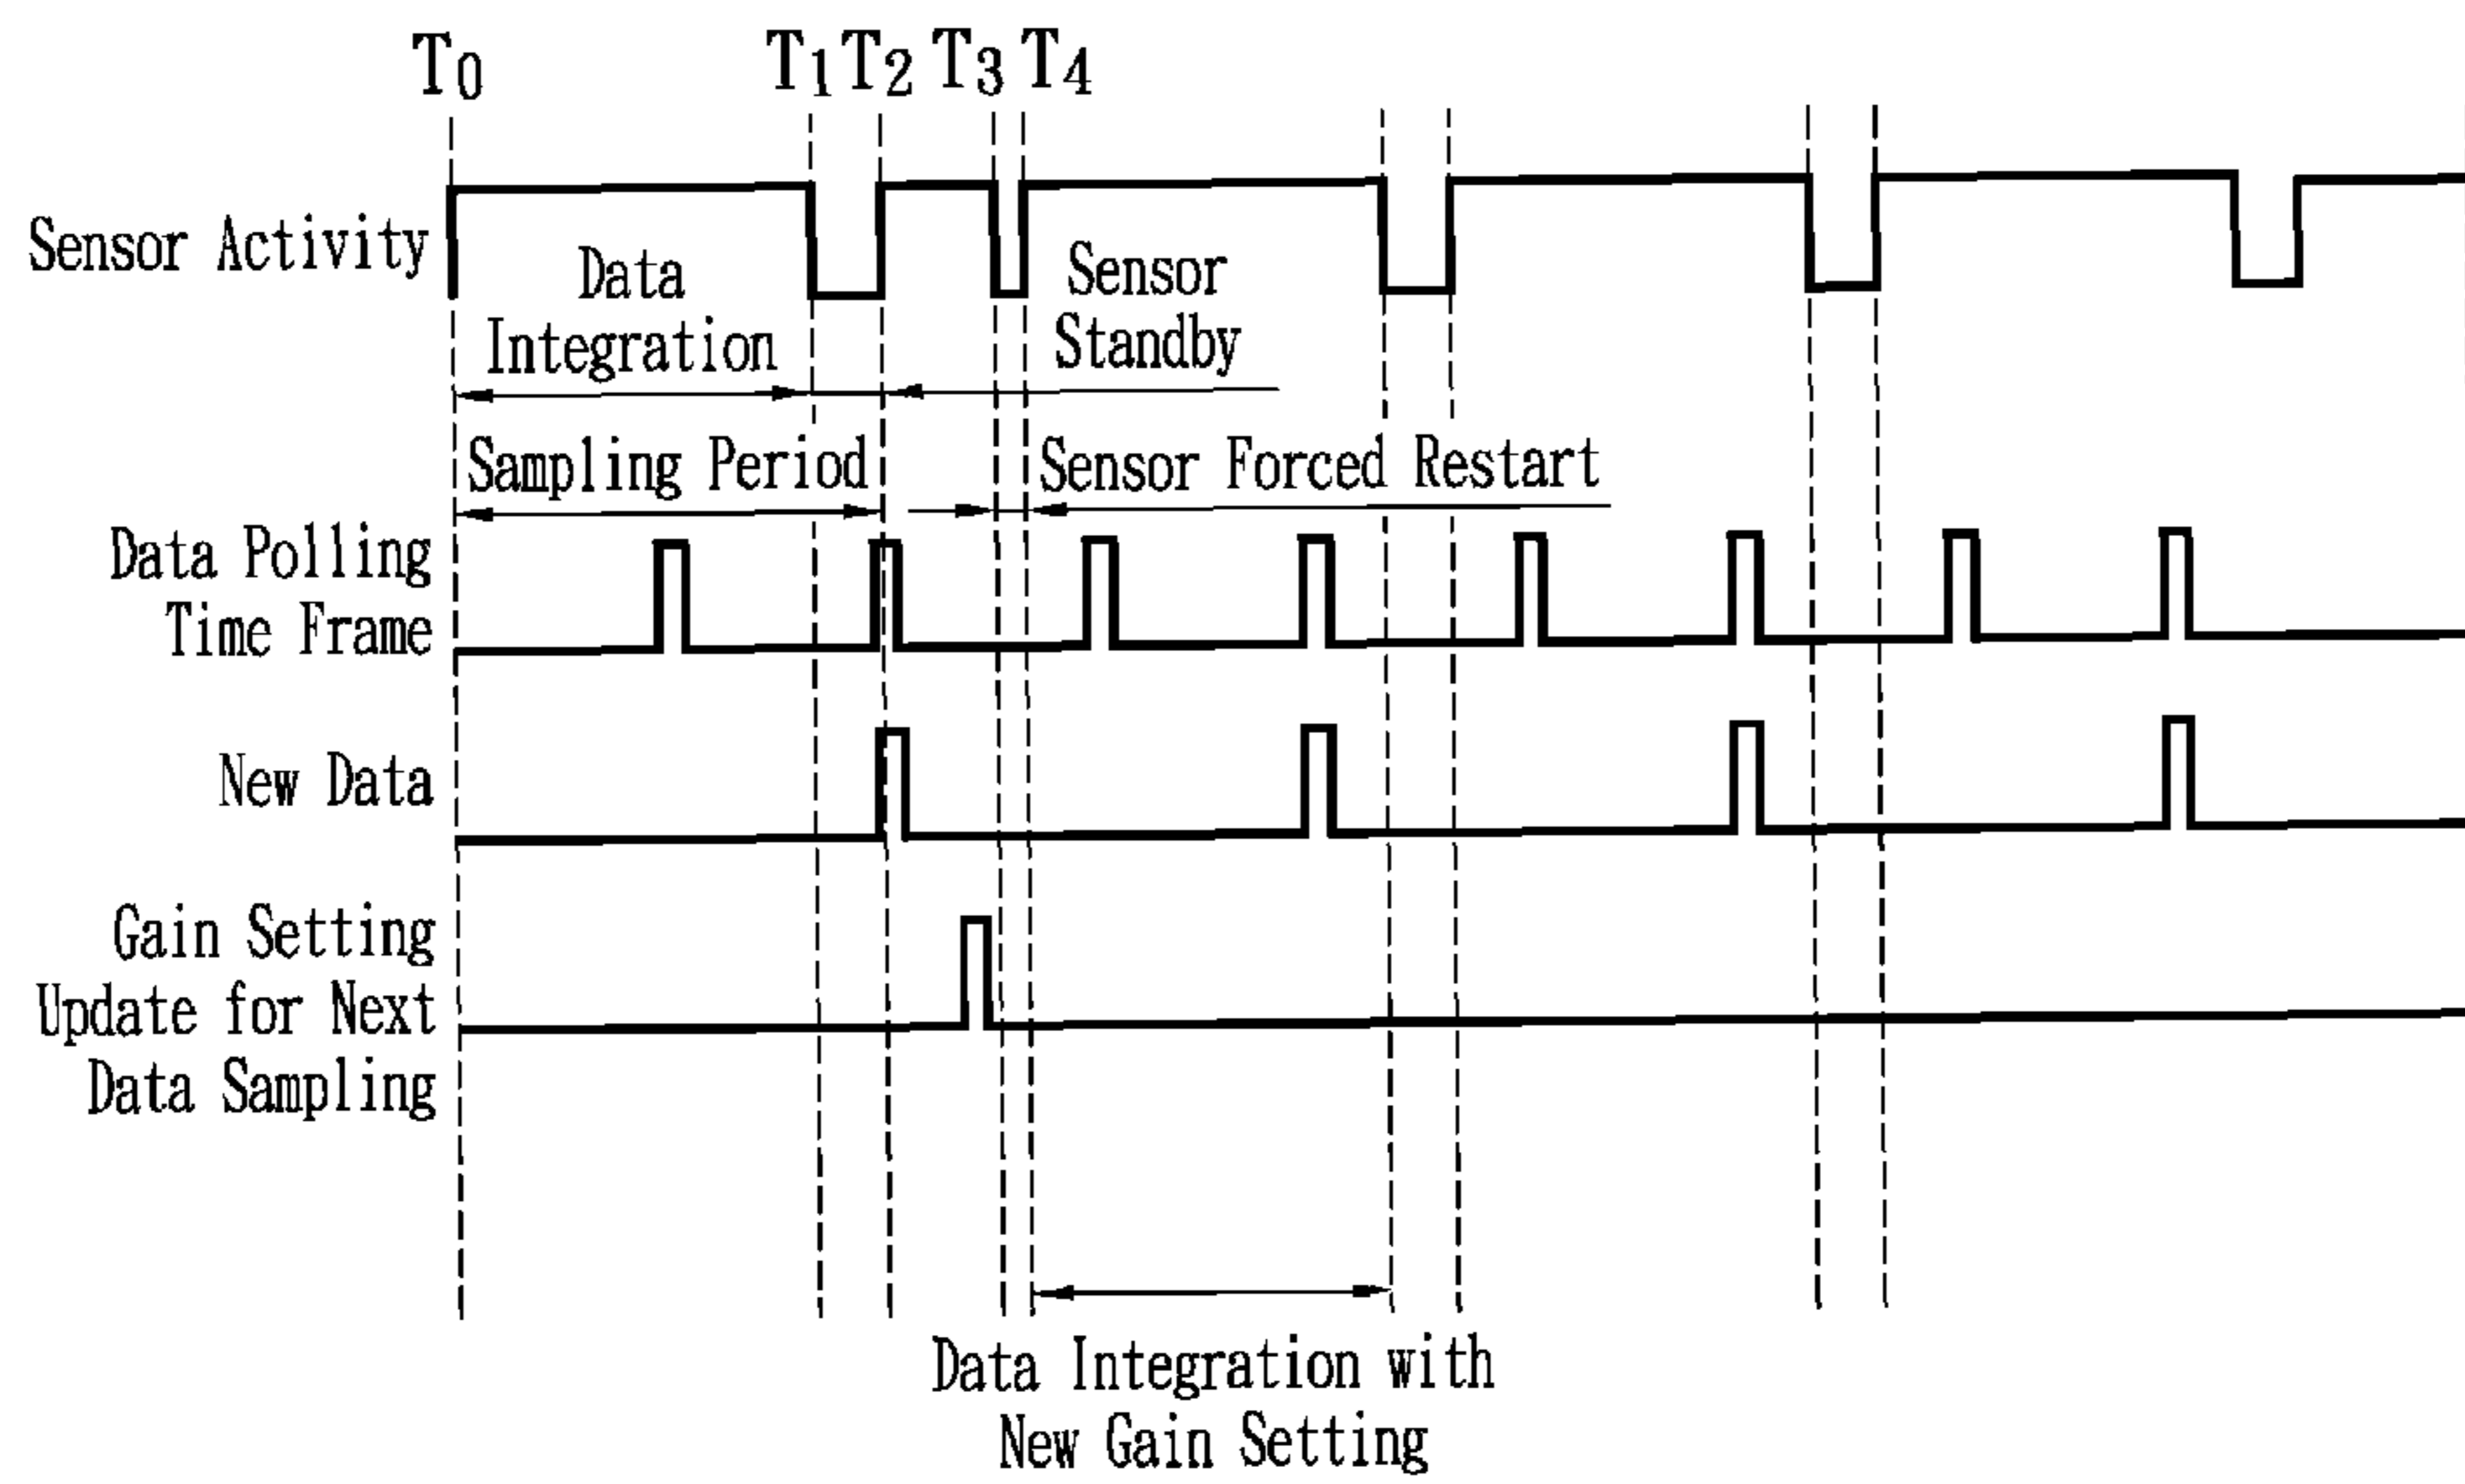 T0 T1 T2 T3 T4
Sensor Activity
Data
Integration
Sensor
Standby
Sampling Period
Sensor Forced Restart
Data Polling
Time Frame
New Data
Gain Setting
Update for Next
Data Sampling
Data Integration with
New Gain Setting